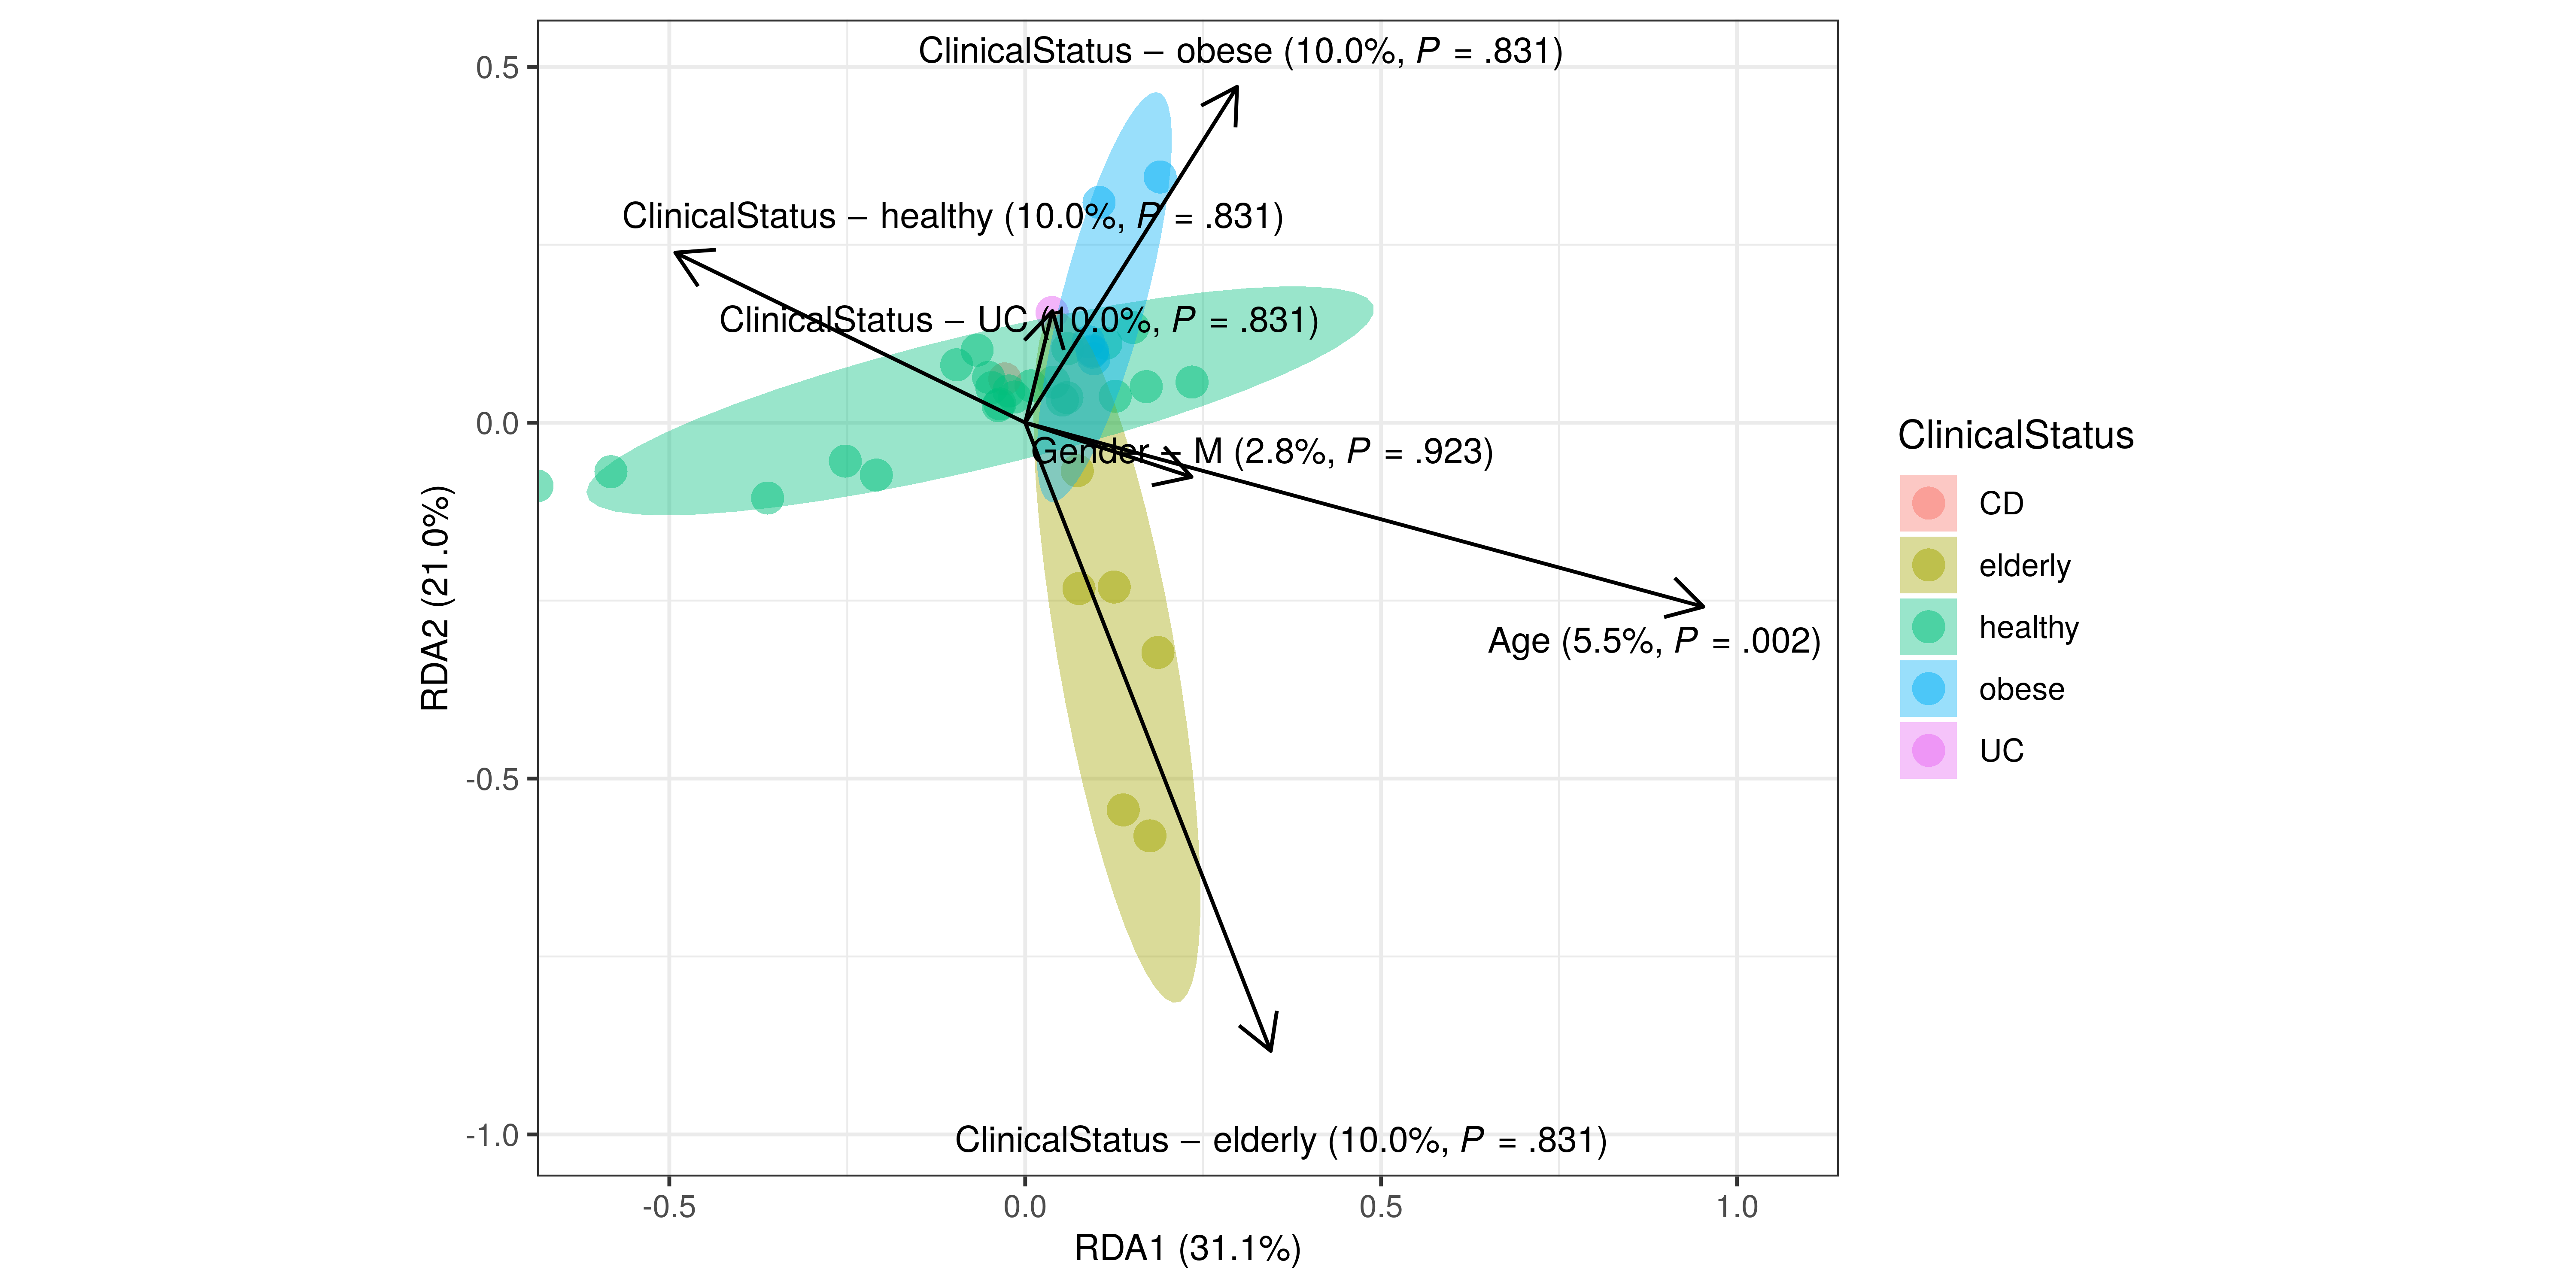 ClinicalStatus – obese (10.0%, P = .831)
0.5
ClinicalStatus – healthy (10.0%, P = .831)
ClinicalStatus – UC (10.0%, P = .831)
0.0
Gender – M (2.8%, P = .923)
Age (5.5%, P = .002)
-0.5
ClinicalStatus – elderly (10.0%, P = .831)
-1.0
RDA2 (21.0%)
-0.5
0.0
0.5
1.0
RDA1 (31.1%)
ClinicalStatus
CD
elderly
healthy
obese
UC